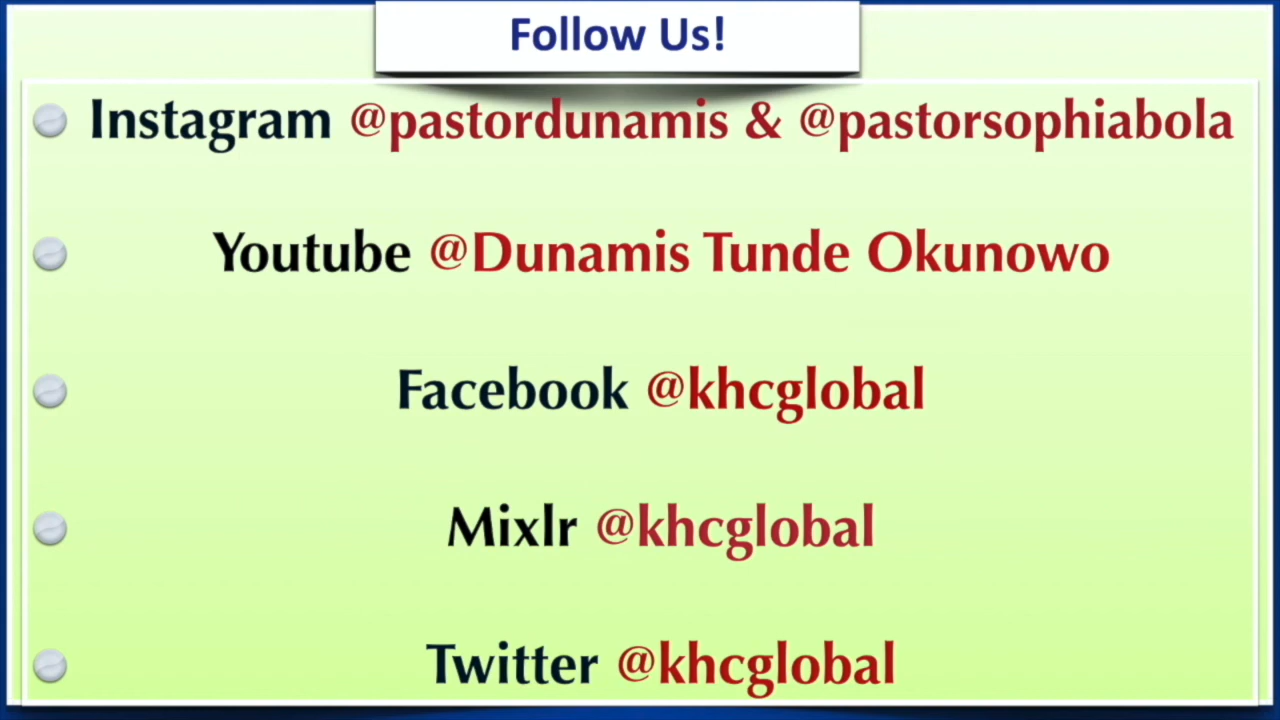 Follow Us!
Instagram @pastordunamis & @pastorsophiabola
Youtube @Dunamis Tunde Okunowo
Facebook @khcglobal
Mixlr @khcglobal
Twitter @khcglobal